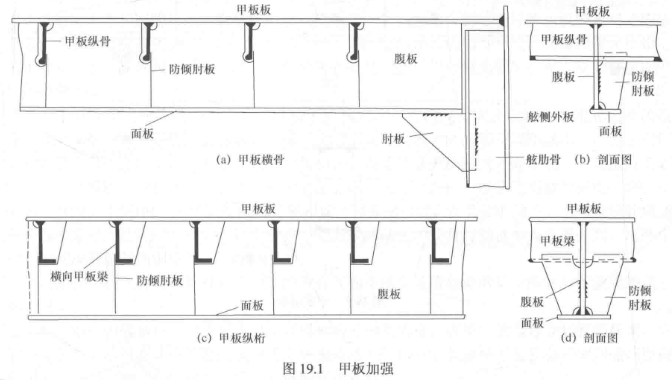 甲板板
甲板纵骨
防倾肘板
腹板
面板
肘板
舷侧外板
舷肋骨
(a) 甲板横骨
甲板板
甲板纵骨
腹板
防倾
肘板
面板
(b) 剖面图
甲板板
横向甲板梁
防倾肘板
面板
腹板
(c) 甲板纵桁
甲板板
甲板梁
腹板
面板
防倾
肘板
(d) 剖面图
图 19.1 甲板加强